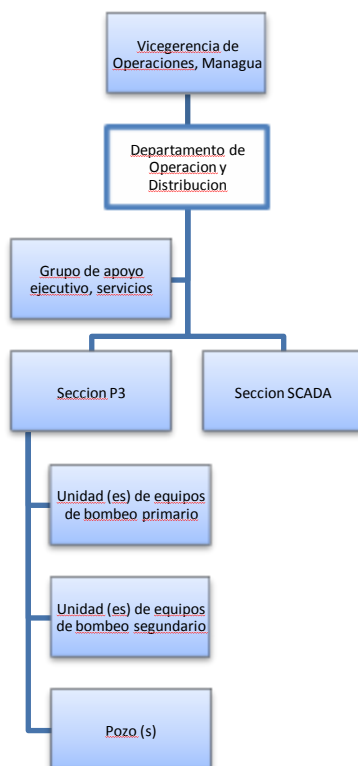 Vicegerencia de
Operaciones, Managua
Departamento de
Operacion y
Distribucion
Grupo de apoyo
ejecutivo, servicios
Seccion P3
Seccion SCADA
Unidad (es) de equipos
de bombeo primario
Unidad (es) de equipos
de bombeo segundario
Pozo (s)